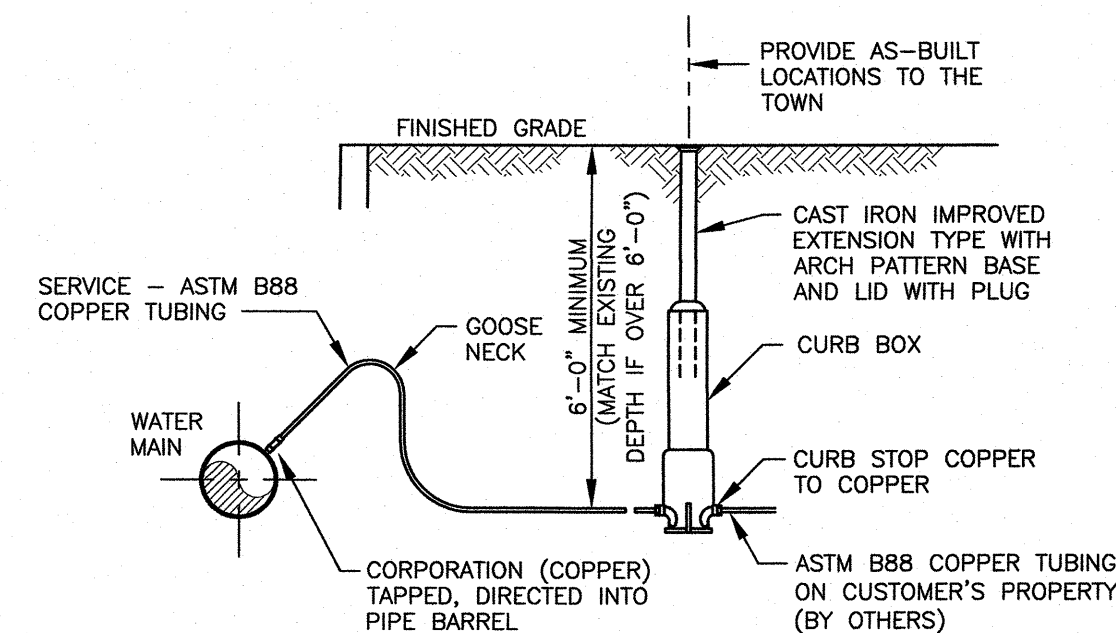 PROVIDE AS-BUILT
LOCATIONS TO THE
TOWN
FINISHED GRADE
CAST IRON IMPROVED
EXTENSION TYPE WITH
ARCH PATTERN BASE
AND LID WITH PLUG
6'-0" MINIMUM
(MATCH EXISTING
DEPTH IF OVER 6'-0")
SERVICE - ASTM B88
COPPER TUBING
GOOSE
NECK
CURB BOX
WATER
MAIN
CURB STOP COPPER
TO COPPER
CORPORATION (COPPER)
TAPPED, DIRECTED INTO
PIPE BARREL
ASTM B88 COPPER TUBING
ON CUSTOMER'S PROPERTY
(BY OTHERS)